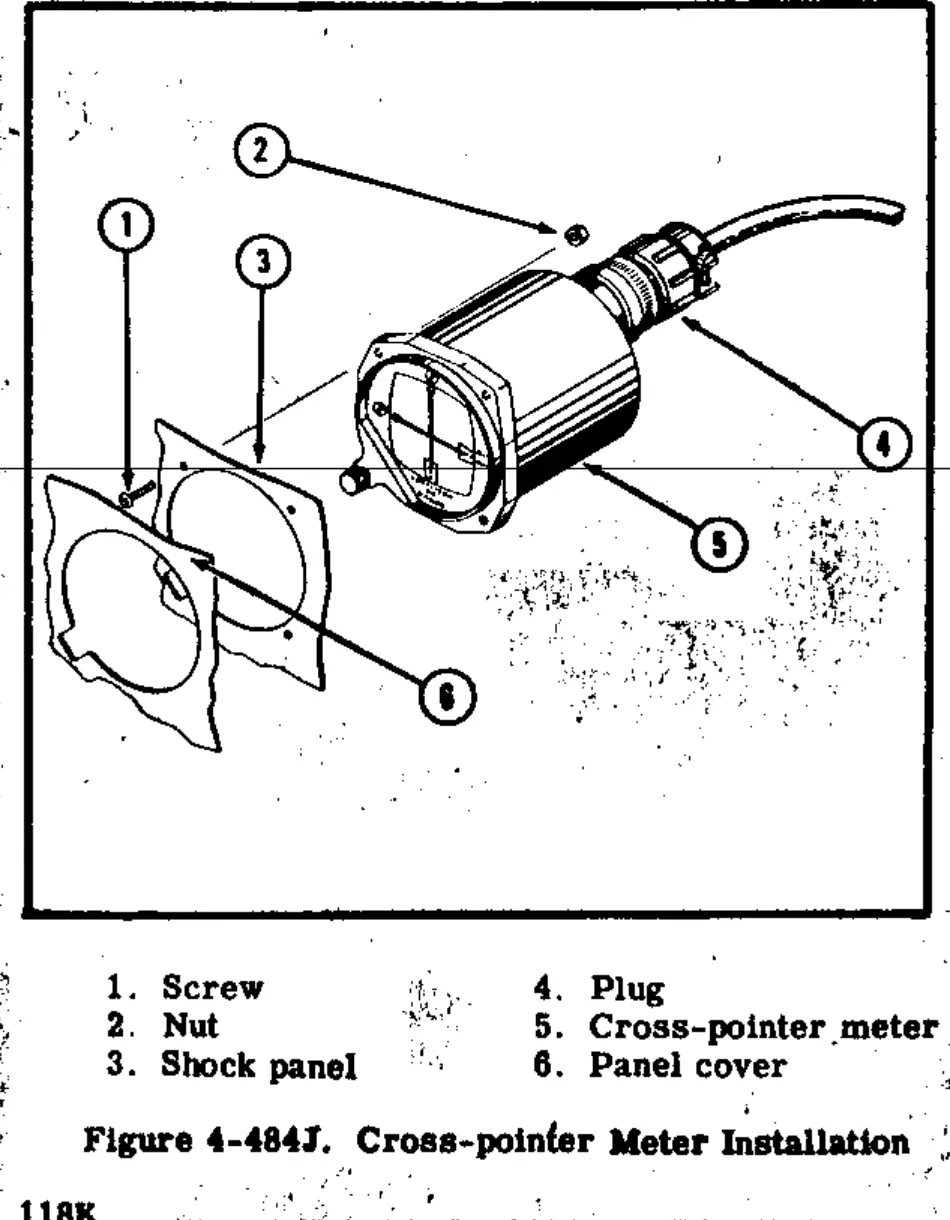 2
1
3
4
5
6
1. Screw
2. Nut
3. Shock panel
4. Plug
5. Cross-pointer meter
6. Panel cover
Figure 4-484J. Cross-pointer Meter Installation
118K